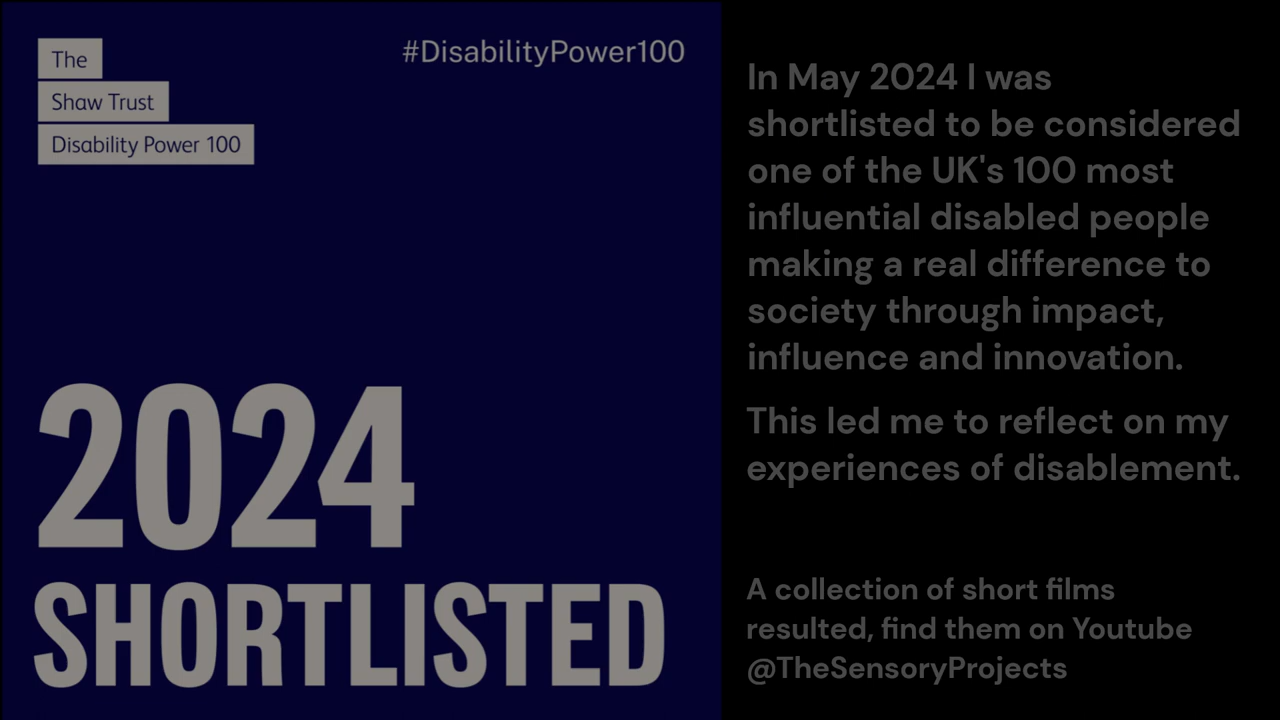 The
Shaw Trust
Disability Power 100
#DisabilityPower100
2024
SHORTLISTED
In May 2024 I was
shortlisted to be considered
one of the UK's 100 most
influential disabled people
making a real difference to
society through impact,
influence and innovation.
This led me to reflect on my
experiences of disablement.
A collection of short films
resulted, find them on Youtube
@TheSensoryProjects